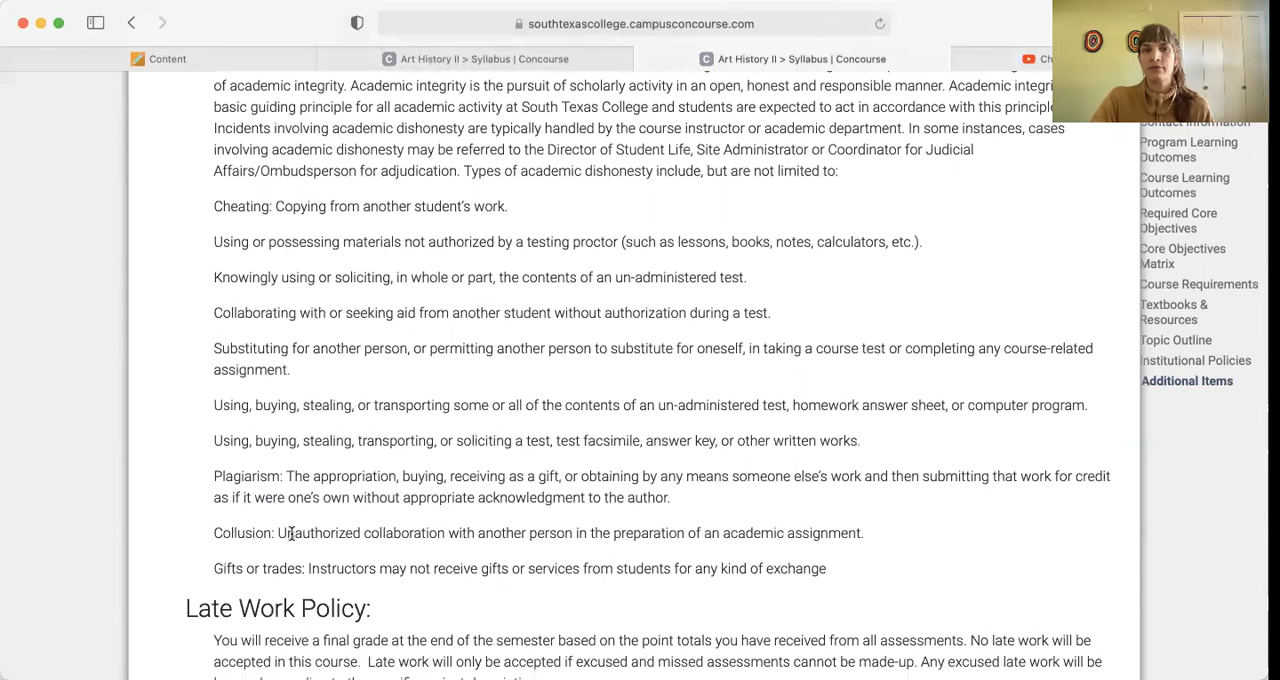 southtexascollege.campusconcourse.com
Content
Art History II > Syllabus | Concourse
Art History II > Syllabus | Concourse
Ch
of academic integrity. Academic integrity is the pursuit of scholarly activity in an open, honest and responsible manner. Academic integri
basic guiding principle for all academic activity at South Texas College and students are expected to act in accordance with this principle
Incidents involving academic dishonesty are typically handled by the course instructor or academic department. In some instances, cases
involving academic dishonesty may be referred to the Director of Student Life, Site Administrator or Coordinator for Judicial
Affairs/Ombudsperson for adjudication. Types of academic dishonesty include, but are not limited to:
Cheating: Copying from another student's work.
Using or possessing materials not authorized by a testing proctor (such as lessons, books, notes, calculators, etc.).
Knowingly using or soliciting, in whole or part, the contents of an un-administered test.
Collaborating with or seeking aid from another student without authorization during a test.
Substituting for another person, or permitting another person to substitute for oneself, in taking a course test or completing any course-related
assignment.
Using, buying, stealing, or transporting some or all of the contents of an un-administered test, homework answer sheet, or computer program.
Using, buying, stealing, transporting, or soliciting a test, test facsimile, answer key, or other written works.
Plagiarism: The appropriation, buying, receiving as a gift, or obtaining by any means someone else's work and then submitting that work for credit
as if it were one's own without appropriate acknowledgment to the author.
Collusion: Unauthorized collaboration with another person in the preparation of an academic assignment.
Gifts or trades: Instructors may not receive gifts or services from students for any kind of exchange
Late Work Policy:
You will receive a final grade at the end of the semester based on the point totals you have received from all assessments. No late work will be
accepted in this course. Late work will only be accepted if excused and missed assessments cannot be made-up. Any excused late work will be
Contact Information
Program Learning
Outcomes
Course Learning
Outcomes
Required Core
Objectives
Core Objectives
Matrix
Course Requirements
Textbooks &
Resources
Topic Outline
Institutional Policies
Additional Items